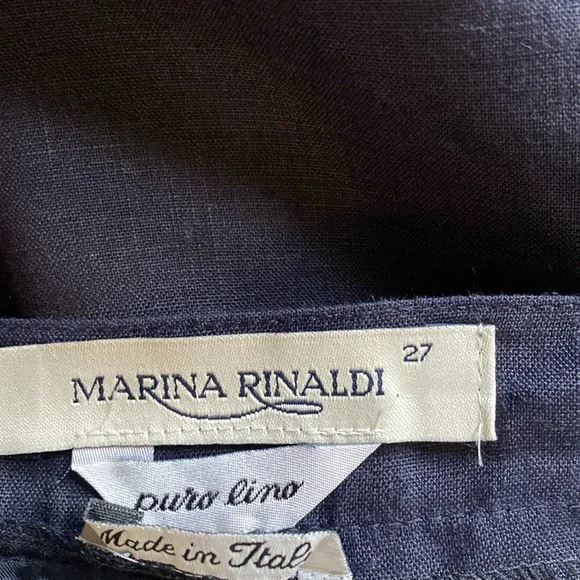 27
MARINA RINALDI
puro lino
Made in Ital